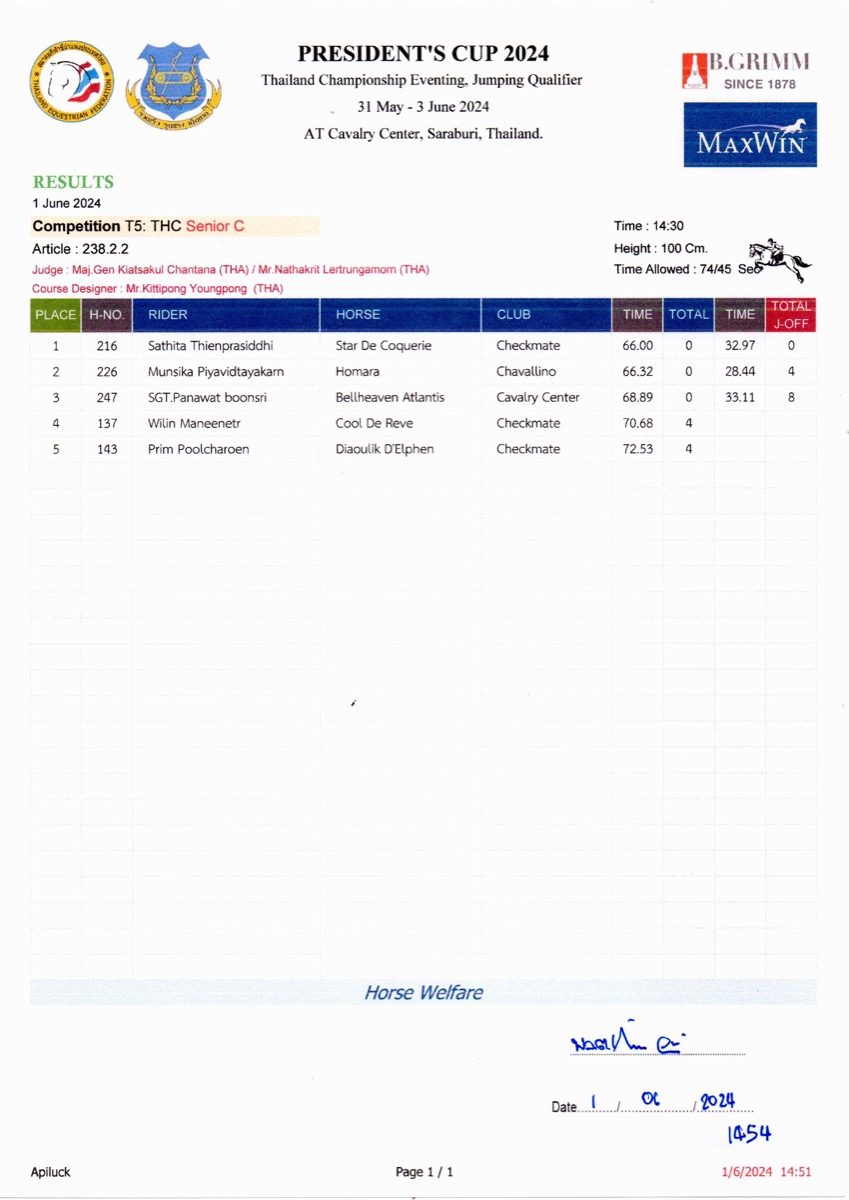 PRESIDENT'S CUP 2024
Thailand Championship Eventing, Jumping Qualifier
31 May - 3 June 2024
AT Cavalry Center, Saraburi, Thailand.
THAILAND EQUESTRIAN FEDERATION
B.GRIMM
SINCE 1878
MAXWIN
RESULTS
1 June 2024
Competition T5: THC Senior C
Time : 14:30
Article : 238.2.2
Height : 100 Cm.
Judge : Maj.Gen Kiatsakul Chantana (THA) / Mr.Nathakrit Lertrungamorn (THA)
Time Allowed : 74/45 Sec
Course Designer : Mr.Kittipong Youngpong (THA)
PLACE H-NO. RIDER HORSE CLUB TIME TOTAL TIME TOTAL J-OFF
1 216 Sathita Thienprasiddhi Star De Coquerie Checkmate 66.00 0 32.97 0
2 226 Munsika Piyavidtayakarn Homara Chavallino 66.32 0 28.44 4
3 247 SGT.Panawat boonsri Bellheaven Atlantis Cavalry Center 68.89 0 33.11 8
4 137 Wilin Maneenetr Cool De Reve Checkmate 70.68 4
5 143 Prim Poolcharoen Diaoulik D'Elphen Checkmate 72.53 4
Horse Welfare
Date 1 / 06 / 2024
1454
Apiluck
Page 1 / 1
1/6/2024 14:51